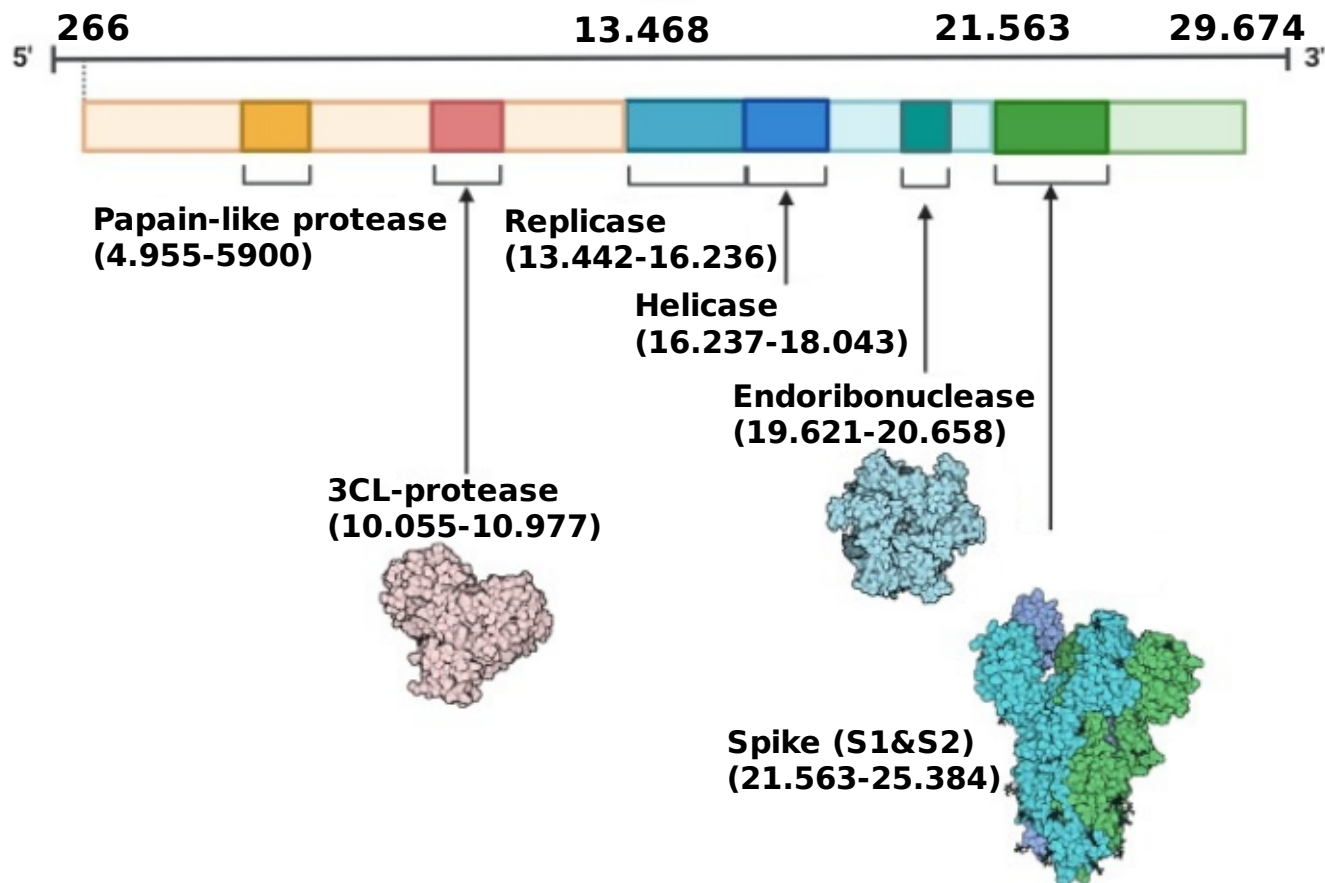 266
13.468
21.563
29.674
5'
3'
Papain-like protease
(4.955-5900)
Replicase
(13.442-16.236)
Helicase
(16.237-18.043)
Endoribonuclease
(19.621-20.658)
3CL-protease
(10.055-10.977)
Spike (S1&S2)
(21.563-25.384)